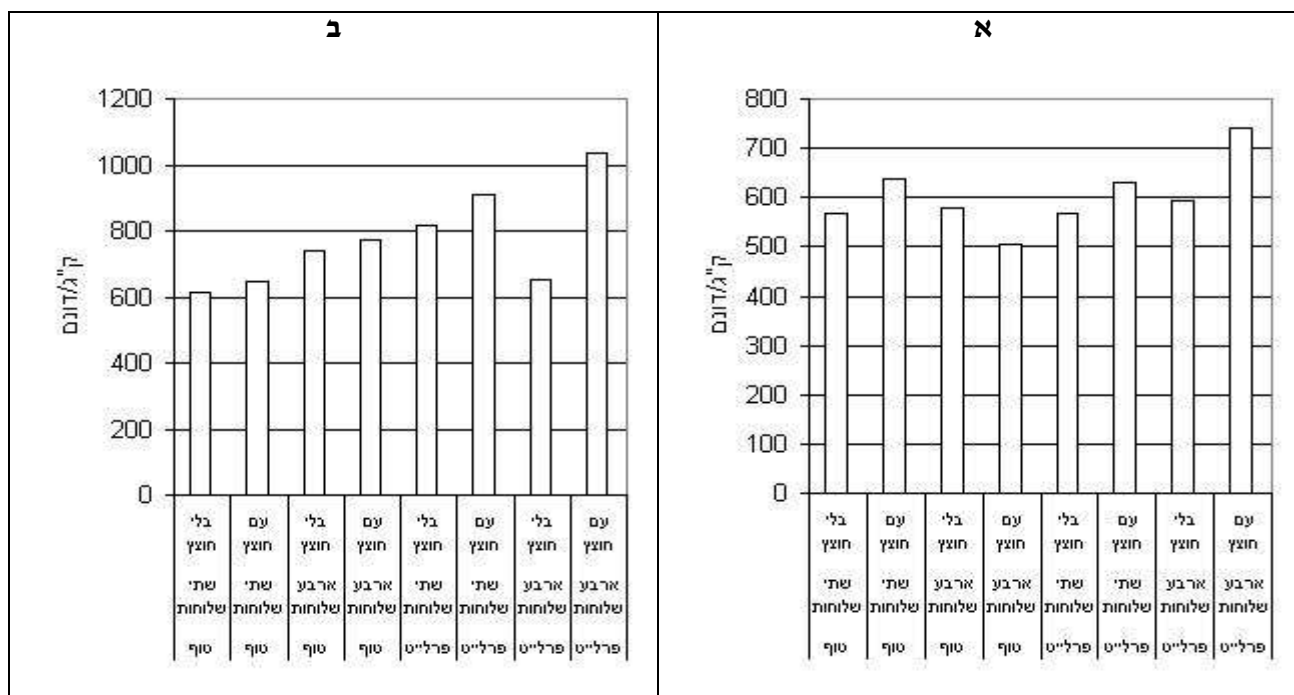 א
800
700
600
500
400
300
200
100
0
ק"ג/דונם
בלי חוצץ עם חוצץ בלי חוצץ עם חוצץ בלי חוצץ עם חוצץ בלי חוצץ עם חוצץ
שתי שלוחות שתי שלוחות ארבע שלוחות ארבע שלוחות שתי שלוחות שתי שלוחות ארבע שלוחות ארבע שלוחות
טוף טוף טוף טוף פרלייט פרלייט פרלייט פרלייט
ב
1200
1000
800
600
400
200
0
ק"ג/דונם
בלי חוצץ עם חוצץ בלי חוצץ עם חוצץ בלי חוצץ עם חוצץ בלי חוצץ עם חוצץ
שתי שלוחות שתי שלוחות ארבע שלוחות ארבע שלוחות שתי שלוחות שתי שלוחות ארבע שלוחות ארבע שלוחות
טוף טוף טוף טוף פרלייט פרלייט פרלייט פרלייט